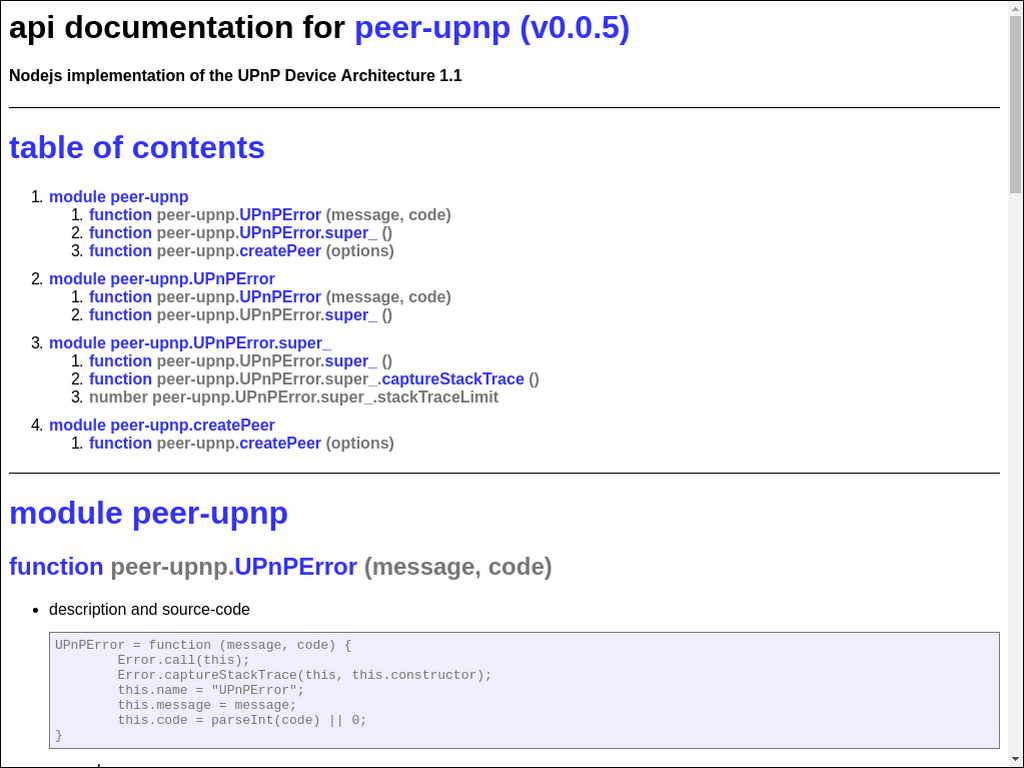 api documentation for peer-upnp (v0.0.5)
Nodejs implementation of the UPnP Device Architecture 1.1
table of contents
1. module peer-upnp
1. function peer-upnp.UPnPError (message, code)
2. function peer-upnp.UPnPError.super_ ()
3. function peer-upnp.createPeer (options)
2. module peer-upnp.UPnPError
1. function peer-upnp.UPnPError (message, code)
2. function peer-upnp.UPnPError.super_ ()
3. module peer-upnp.UPnPError.super_
1. function peer-upnp.UPnPError.super_ ()
2. function peer-upnp.UPnPError.super_.captureStackTrace ()
3. number peer-upnp.UPnPError.super_.stackTraceLimit
4. module peer-upnp.createPeer
1. function peer-upnp.createPeer (options)
module peer-upnp
function peer-upnp.UPnPError (message, code)
• description and source-code
UPnPError = function (message, code) {
        Error.call(this);
        Error.captureStackTrace(this, this.constructor);
        this.name = "UPnPError";
        this.message = message;
        this.code = parseInt(code) || 0;
}